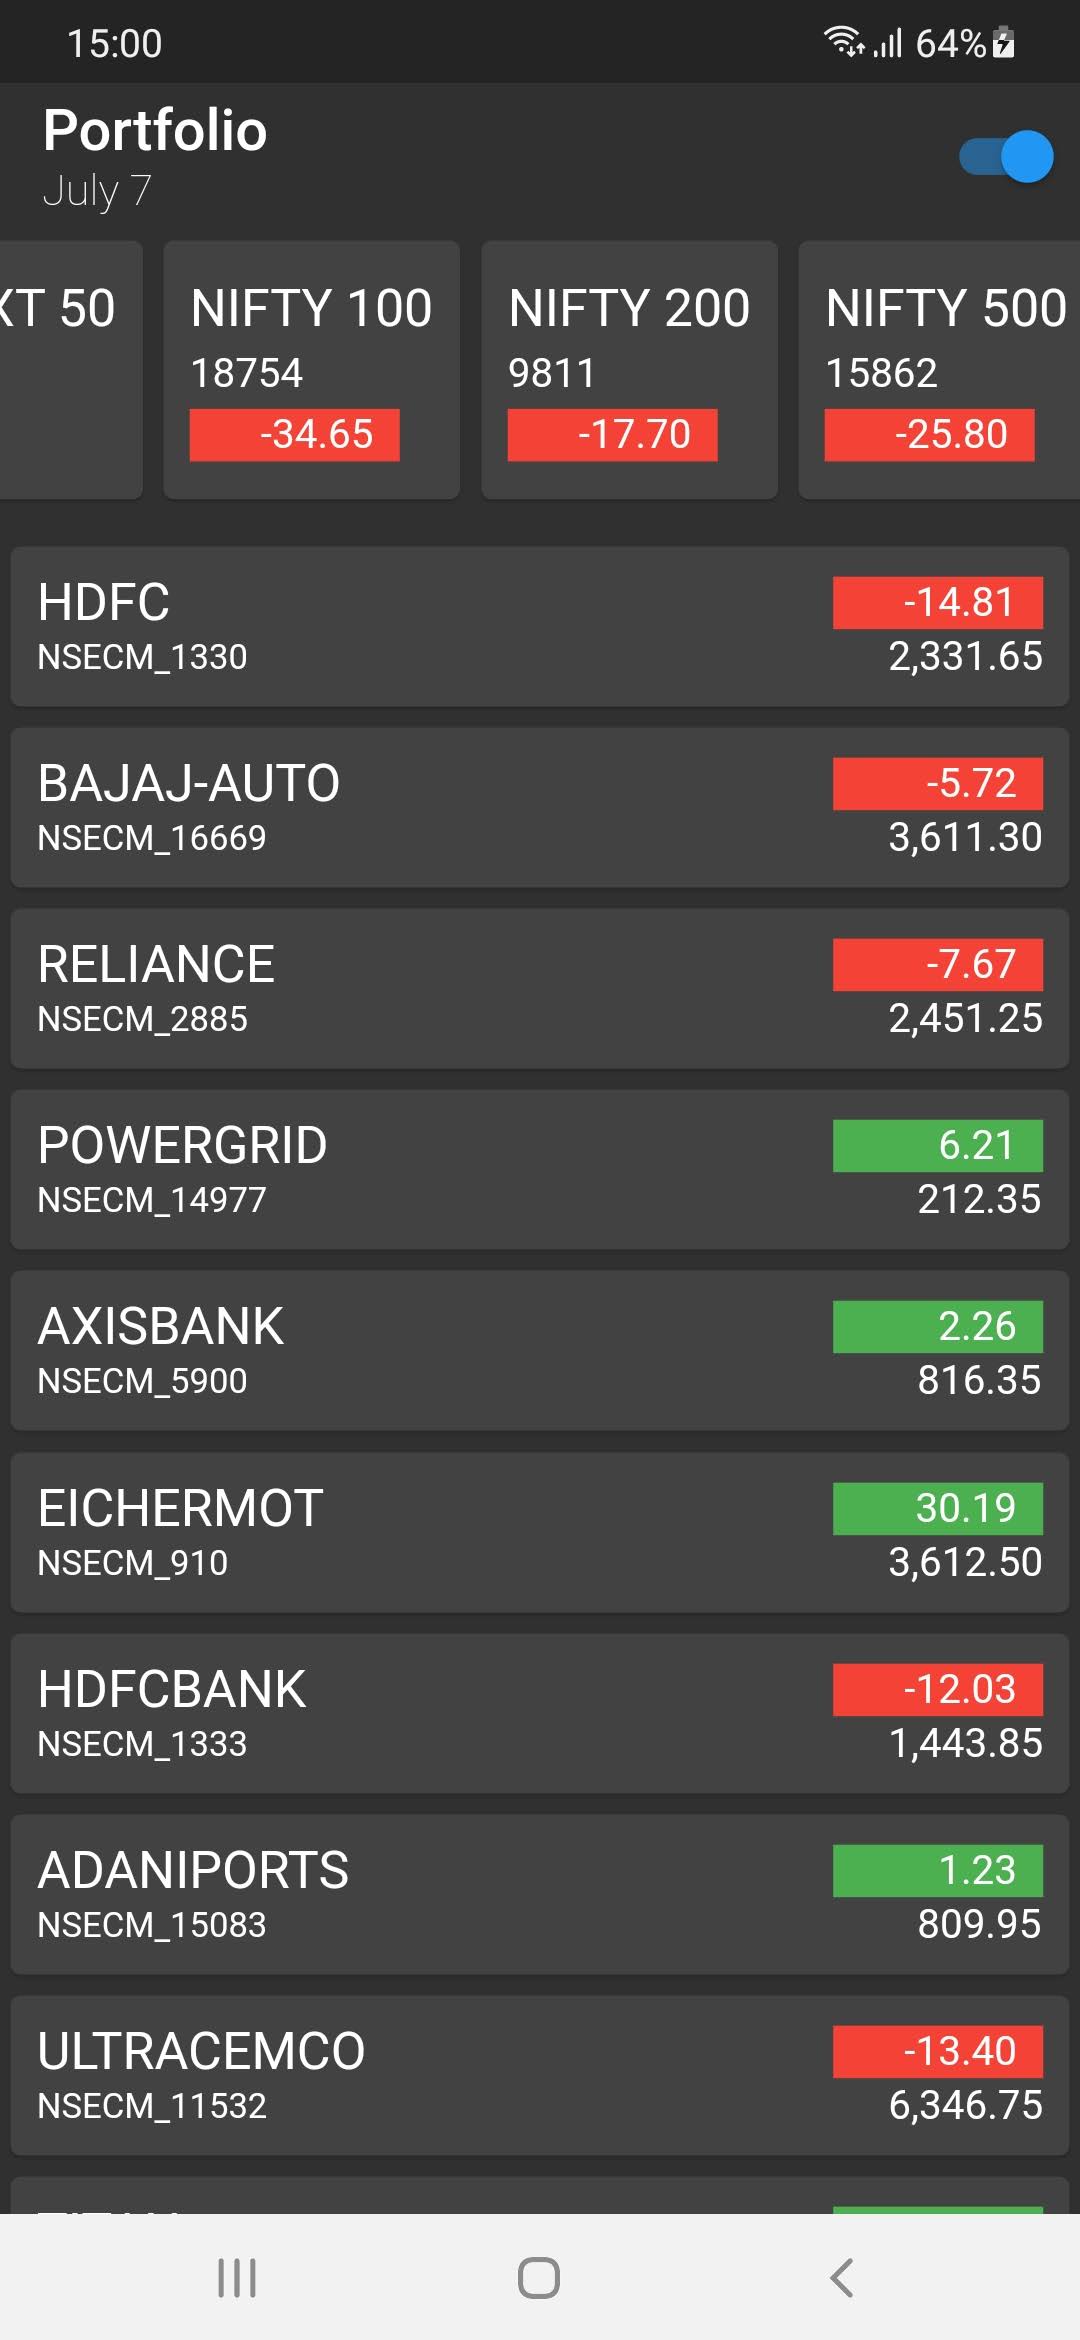 15:00
64%
Portfolio
July 7
XT 50
NIFTY 100
18754
-34.65
NIFTY 200
9811
-17.70
NIFTY 500
15862
-25.80
HDFC
-14.81
NSECM_1330
2,331.65
BAJAJ-AUTO
-5.72
NSECM_16669
3,611.30
RELIANCE
-7.67
NSECM_2885
2,451.25
POWERGRID
6.21
NSECM_14977
212.35
AXISBANK
2.26
NSECM_5900
816.35
EICHERMOT
30.19
NSECM_910
3,612.50
HDFCBANK
-12.03
NSECM_1333
1,443.85
ADANIPORTS
1.23
NSECM_15083
809.95
ULTRACEMCO
-13.40
NSECM_11532
6,346.75